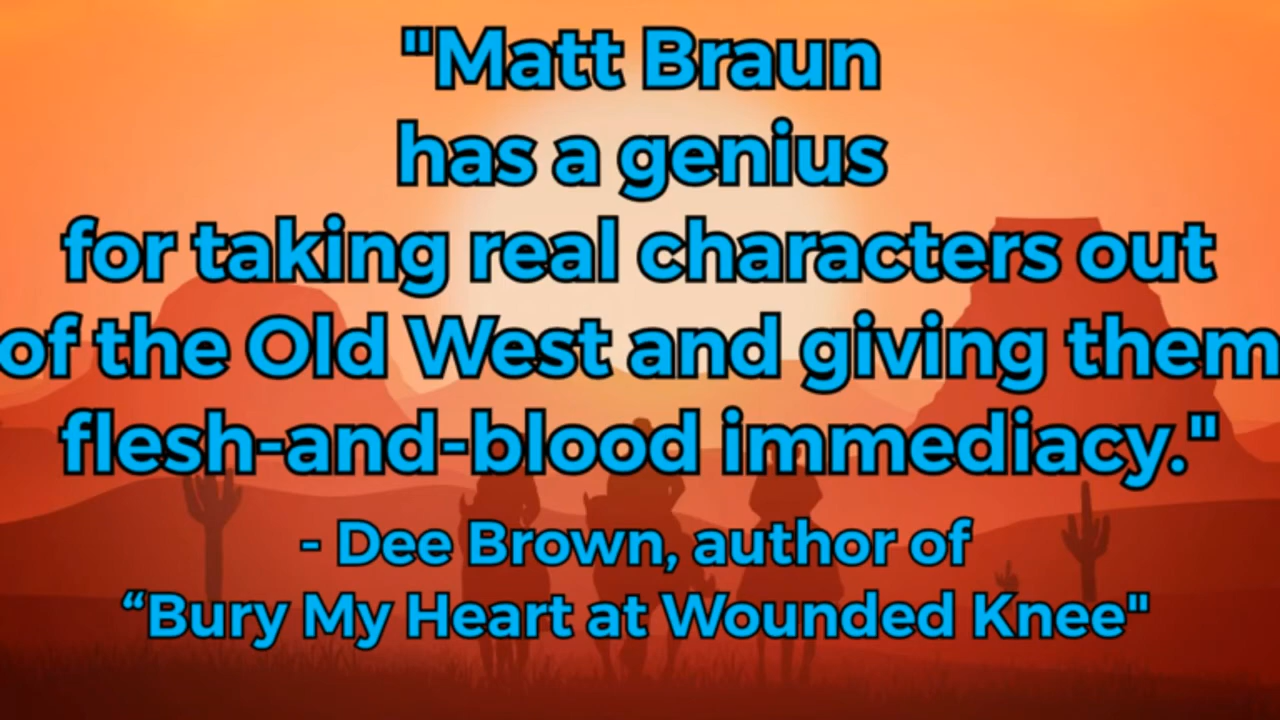 "Matt Braun
has a genius
for taking real characters out
of the Old West and giving them
flesh-and-blood immediacy."
- Dee Brown, author of
“Bury My Heart at Wounded Knee"